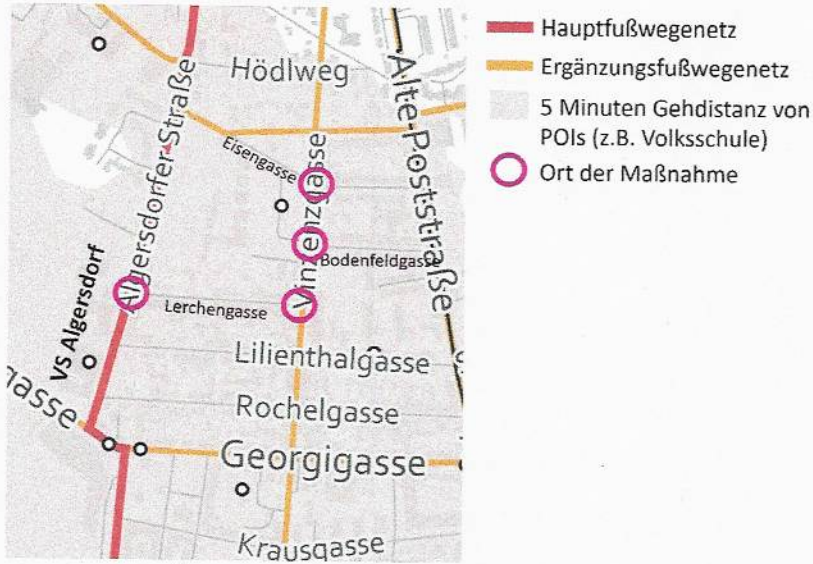 Hauptfußwegenetz
Ergänzungsfußwegenetz
5 Minuten Gehdistanz von
POIs (z.B. Volksschule)
Ort der Maßnahme
Hödlweg
Algersdorfer Straße
Alte Poststraße
Eisengasse
Vinzenzgasse
Bodenfeldgasse
VS Algersdorf
Lerchengasse
Lilienthalgasse
gasse
Rochelgasse
Georgigasse
Krausgasse